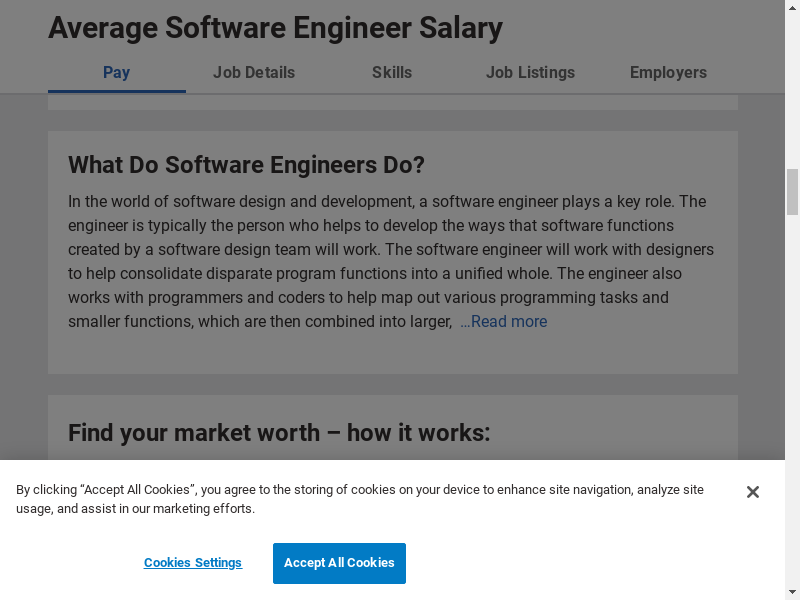 Average Software Engineer Salary
Pay Job Details Skills Job Listings Employers
What Do Software Engineers Do?
In the world of software design and development, a software engineer plays a key role. The
engineer is typically the person who helps to develop the ways that software functions
created by a software design team will work. The software engineer will work with designers
to help consolidate disparate program functions into a unified whole. The engineer also
works with programmers and coders to help map out various programming tasks and
smaller functions, which are then combined into larger, …Read more
Find your market worth – how it works:
By clicking “Accept All Cookies”, you agree to the storing of cookies on your device to enhance site navigation, analyze site
usage, and assist in our marketing efforts.
Cookies Settings Accept All Cookies